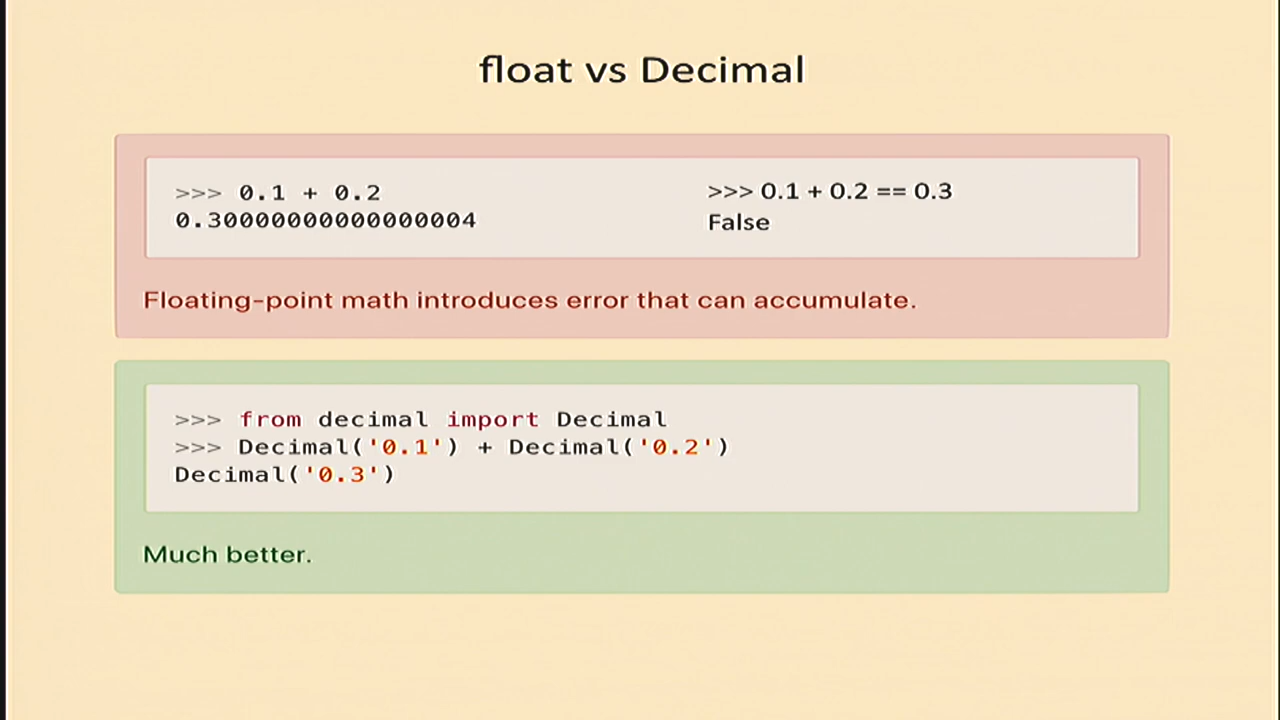 float vs Decimal
>>> 0.1 + 0.2
0.30000000000000004
>>> 0.1 + 0.2 == 0.3
False
Floating-point math introduces error that can accumulate.
>>> from decimal import Decimal
>>> Decimal('0.1') + Decimal('0.2')
Decimal('0.3')
Much better.